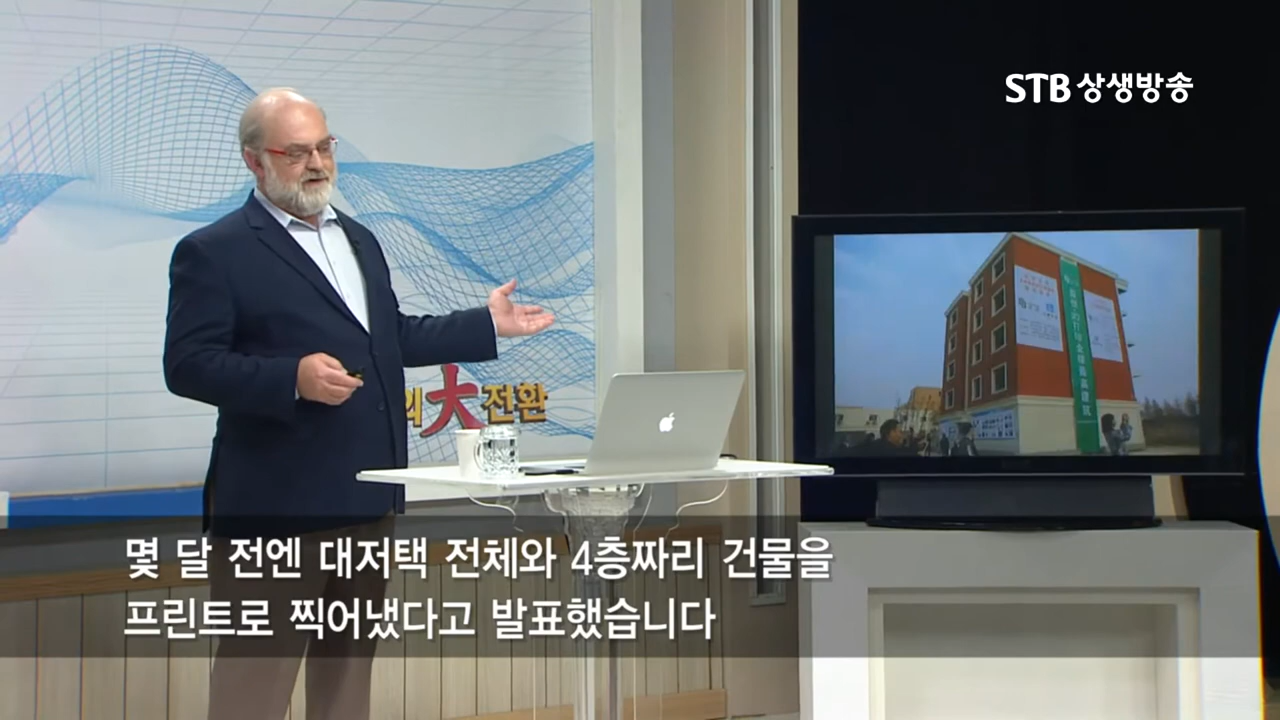 STB 상생방송
의 大전환
몇 달 전엔 대저택 전체와 4층짜리 건물을
프린트로 찍어냈다고 발표했습니다